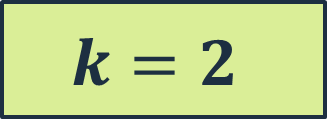 k = 2